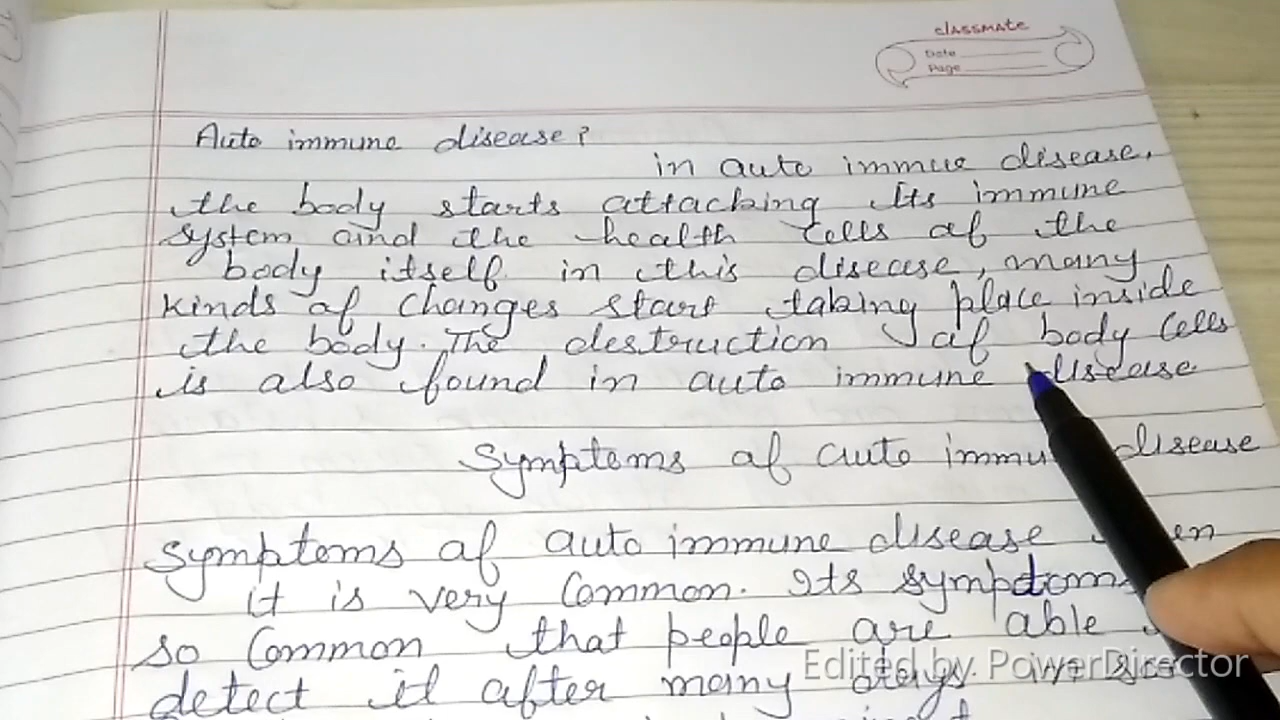 classmate
Date
Page
Auto immune disease?
in auto immue disease,
the body starts attacking Its immune
system and the health cells of the
body itself. in this disease, many
kinds of changes start taking place inside
the body. The destruction of body cells
is also found in auto immune disease
Symptoms of auto immu disease
Symptoms of auto immune disease
it is very Common. Its symptoms
so Common that people are able
detect it after many days.
Edited by PowerDirector